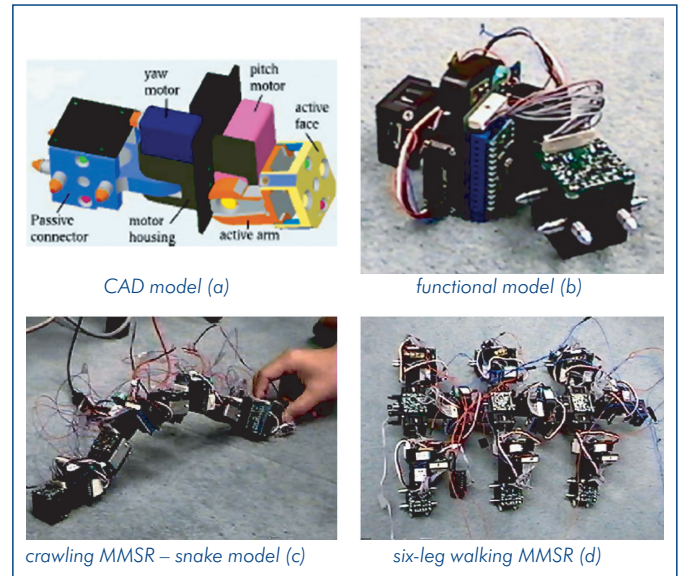 yaw
motor
pitch
motor
active
face
Passive
connector
motor
housing
active arm
CAD model (a)
functional model (b)
crawling MMSR – snake model (c)
six-leg walking MMSR (d)